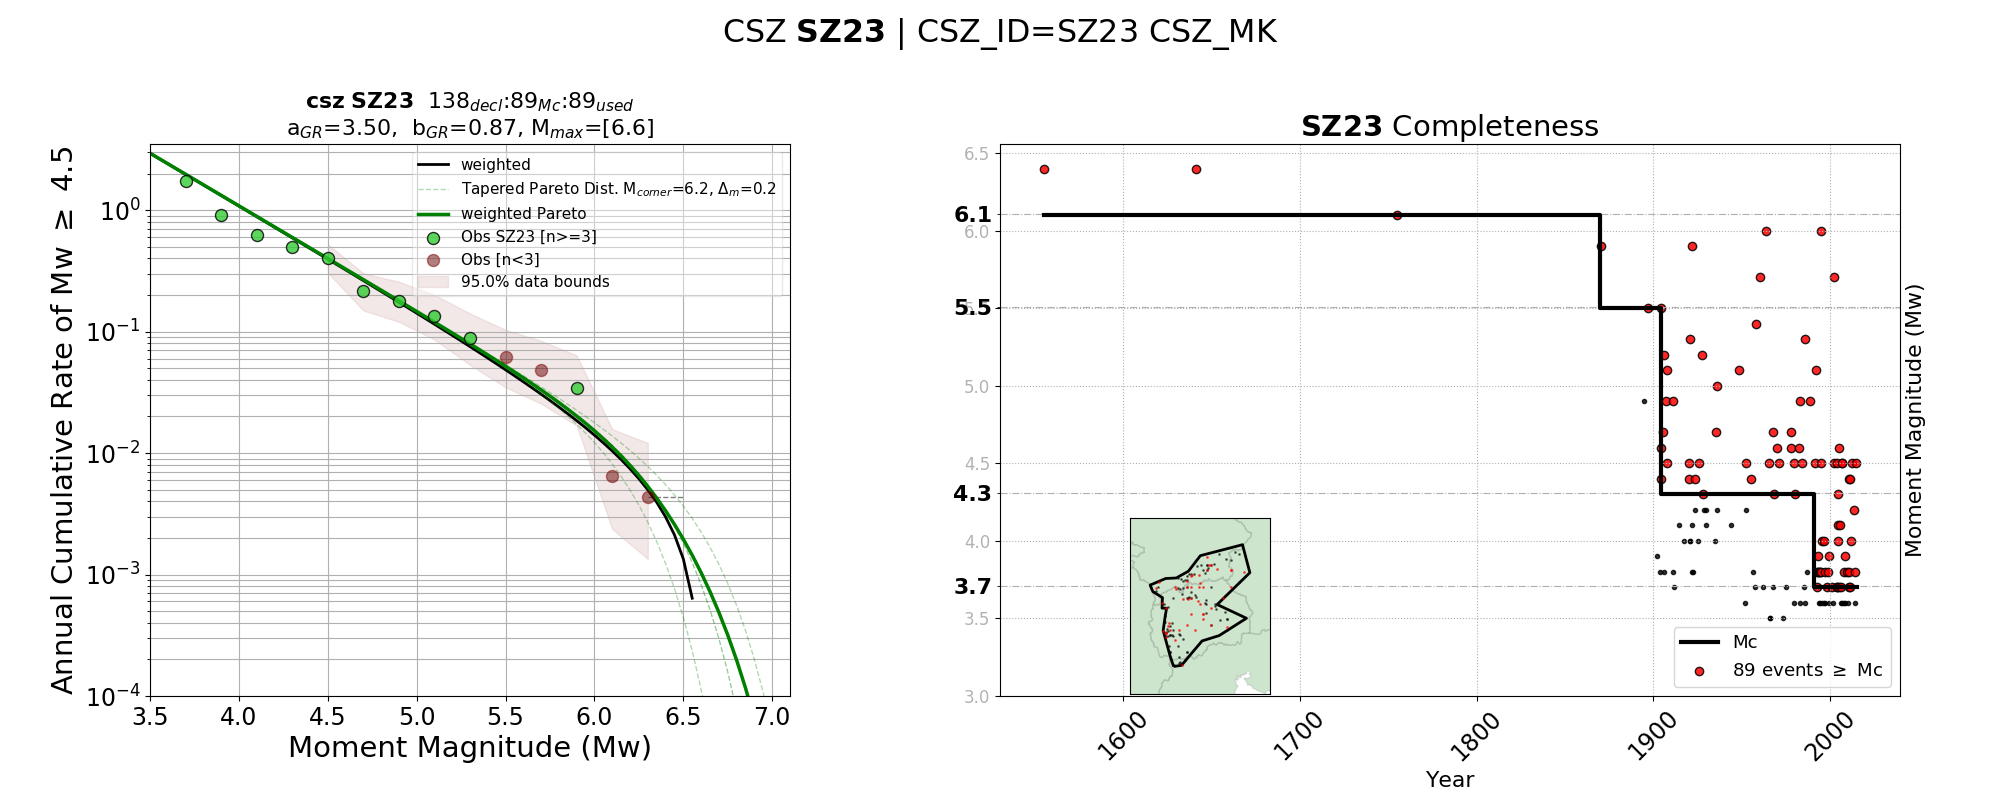 CSZ SZ23 | CSZ_ID=SZ23 CSZ_MK
csz SZ23 138decl:89Mc:89used
aGR=3.50, bGR=0.87, Mmax=[6.6]
Annual Cumulative Rate of Mw ≥ 4.5
10^0
10^-1
10^-2
10^-3
10^-4
weighted
Tapered Pareto Dist. Mcorner=6.2, Δm=0.2
weighted Pareto
Obs SZ23 [n>=3]
Obs [n<3]
95.0% data bounds
3.5 4.0 4.5 5.0 5.5 6.0 6.5 7.0
Moment Magnitude (Mw)
SZ23 Completeness
6.5
6.1
6.0
5.5
5.0
4.5
4.3
4.0
3.7
3.5
3.0
Moment Magnitude (Mw)
Mc
89 events ≥ Mc
1600 1700 1800 1900 2000
Year